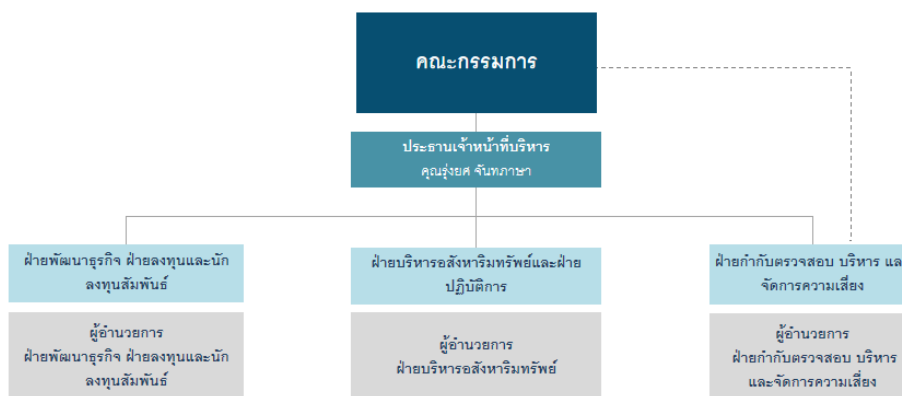 คณะกรรมการ
ประธานเจ้าหน้าที่บริหาร
คุณรุ่งยศ จันทภาษา
ฝ่ายพัฒนาธุรกิจ ฝ่ายลงทุนและนัก
ลงทุนสัมพันธ์
ผู้อำนวยการ
ฝ่ายพัฒนาธุรกิจ ฝ่ายลงทุนและนัก
ลงทุนสัมพันธ์
ฝ่ายบริหารอสังหาริมทรัพย์และฝ่าย
ปฏิบัติการ
ผู้อำนวยการ
ฝ่ายบริหารอสังหาริมทรัพย์
ฝ่ายกำกับตรวจสอบ บริหาร และ
จัดการความเสี่ยง
ผู้อำนวยการ
ฝ่ายกำกับตรวจสอบ บริหาร
และจัดการความเสี่ยง